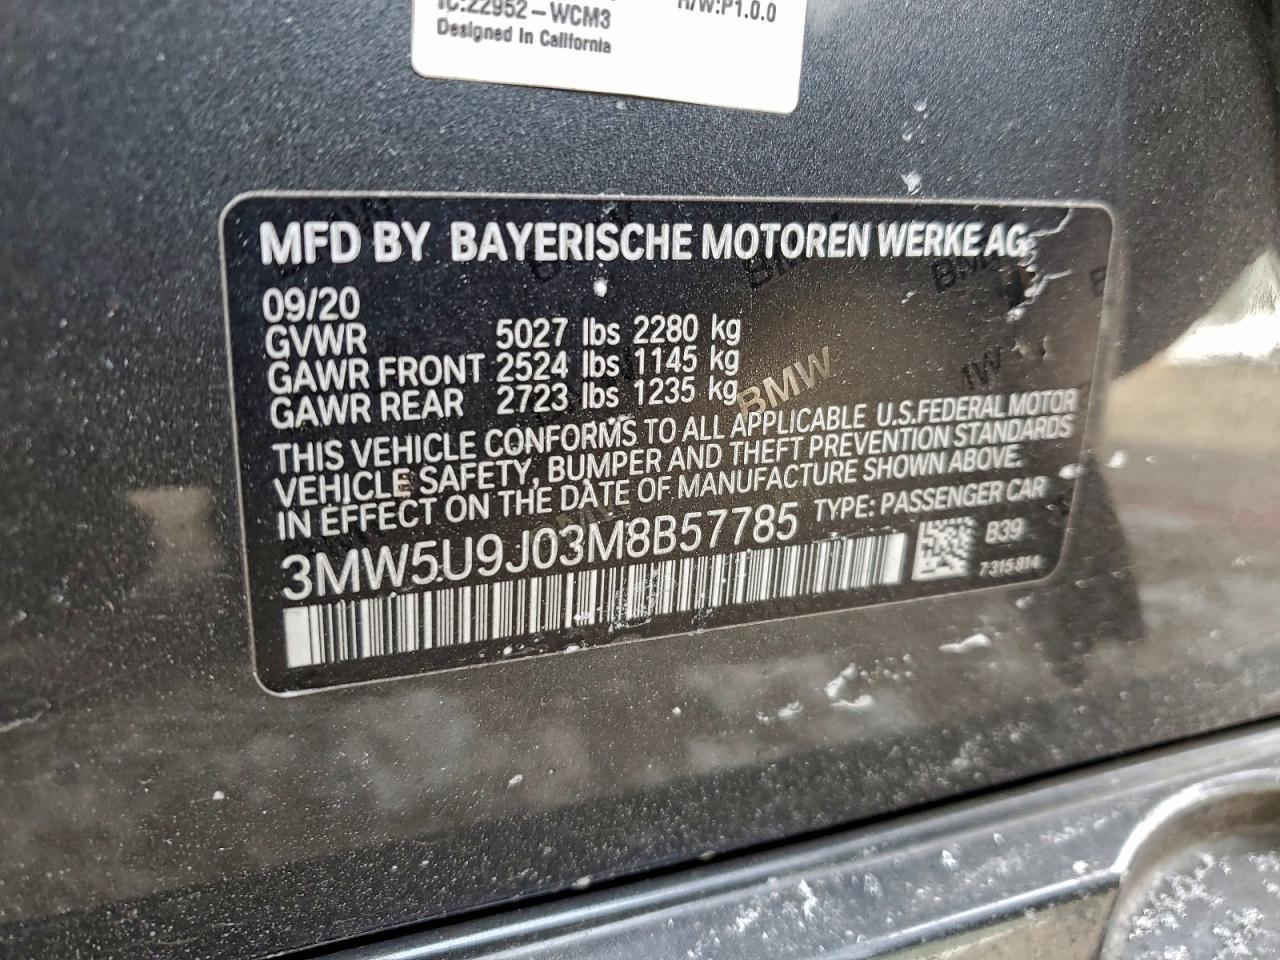 IC:22952-WCM3
H/W:P1.0.0
Designed In California
MFD BY BAYERISCHE MOTOREN WERKE AG
09/20
GVWR 5027 lbs 2280 kg
GAWR FRONT 2524 lbs 1145 kg
GAWR REAR 2723 lbs 1235 kg
BMW
THIS VEHICLE CONFORMS TO ALL APPLICABLE U.S.FEDERAL MOTOR
VEHICLE SAFETY, BUMPER AND THEFT PREVENTION STANDARDS
IN EFFECT ON THE DATE OF MANUFACTURE SHOWN ABOVE.
3MW5U9J03M8B57785 TYPE: PASSENGER CAR
B39
7 315 814